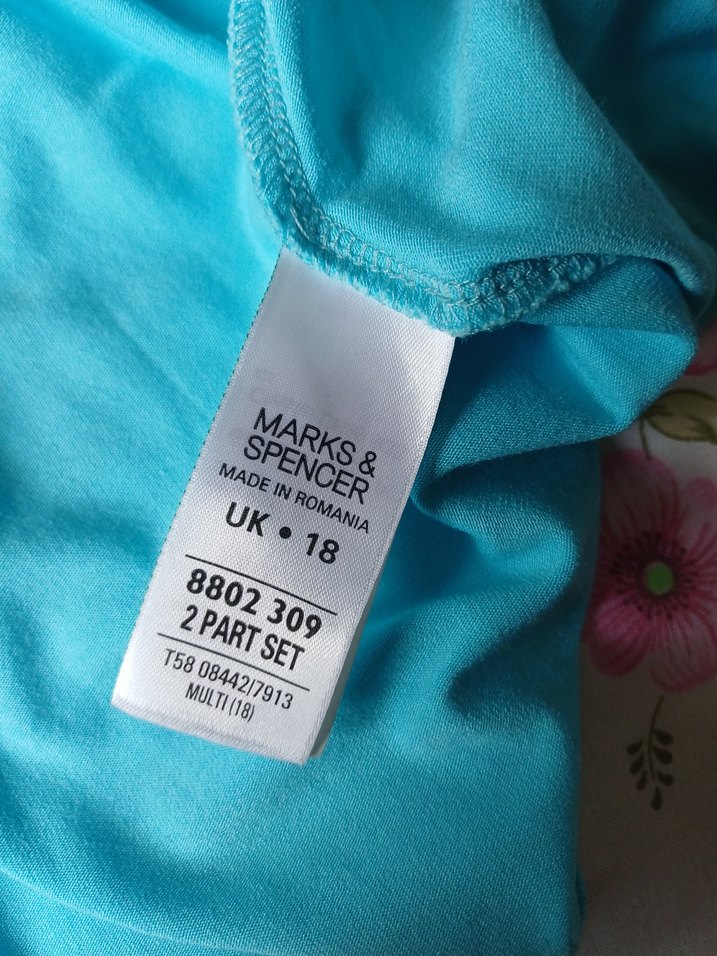 MARKS &
SPENCER
MADE IN ROMANIA
UK • 18
8802 309
2 PART SET
T58 08442/7913
MULTI (18)